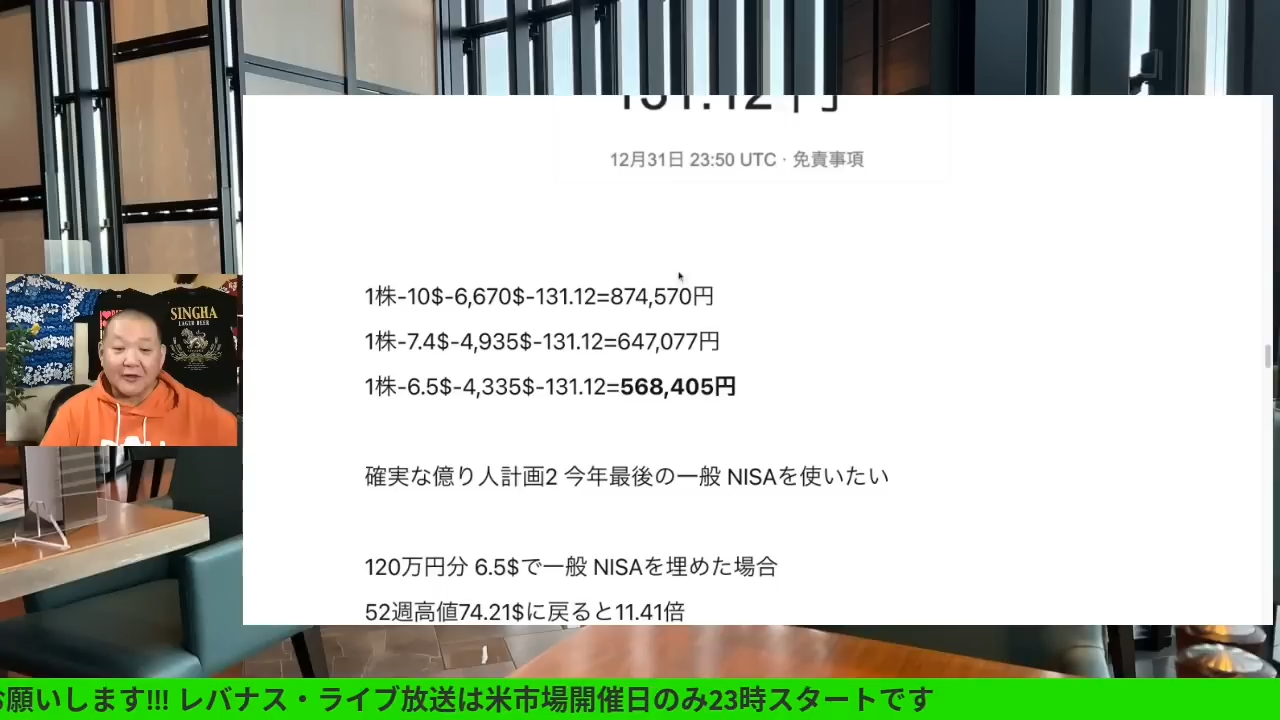 131.12 円
12月31日 23:50 UTC · 免責事項
1株-10$-6,670$-131.12=874,570円
1株-7.4$-4,935$-131.12=647,077円
1株-6.5$-4,335$-131.12=568,405円
確実な億り人計画2 今年最後の一般 NISAを使いたい
120万円分 6.5$で一般 NISAを埋めた場合
52週高値74.21$に戻ると11.41倍
SINGHA
LAGER BEER
お願いします!!! レバナス・ライブ放送は米市場開催日のみ23時スタートです